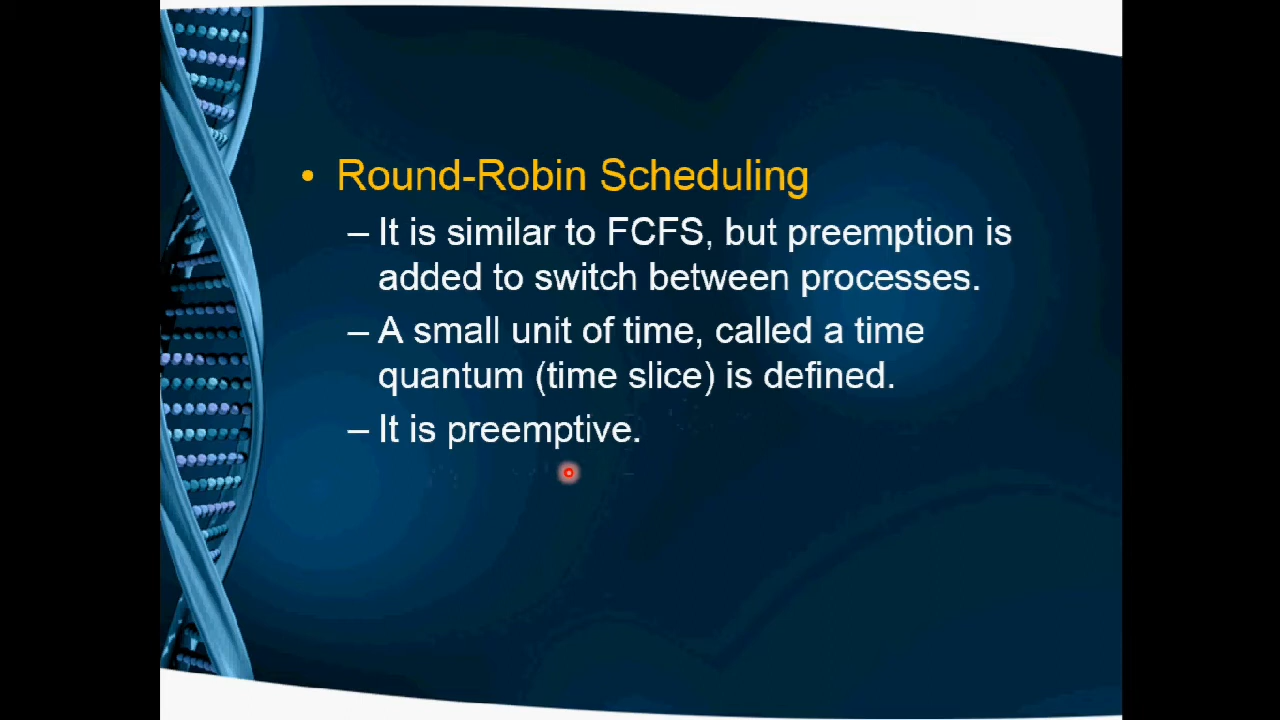 • Round-Robin Scheduling
– It is similar to FCFS, but preemption is
added to switch between processes.
– A small unit of time, called a time
quantum (time slice) is defined.
– It is preemptive.